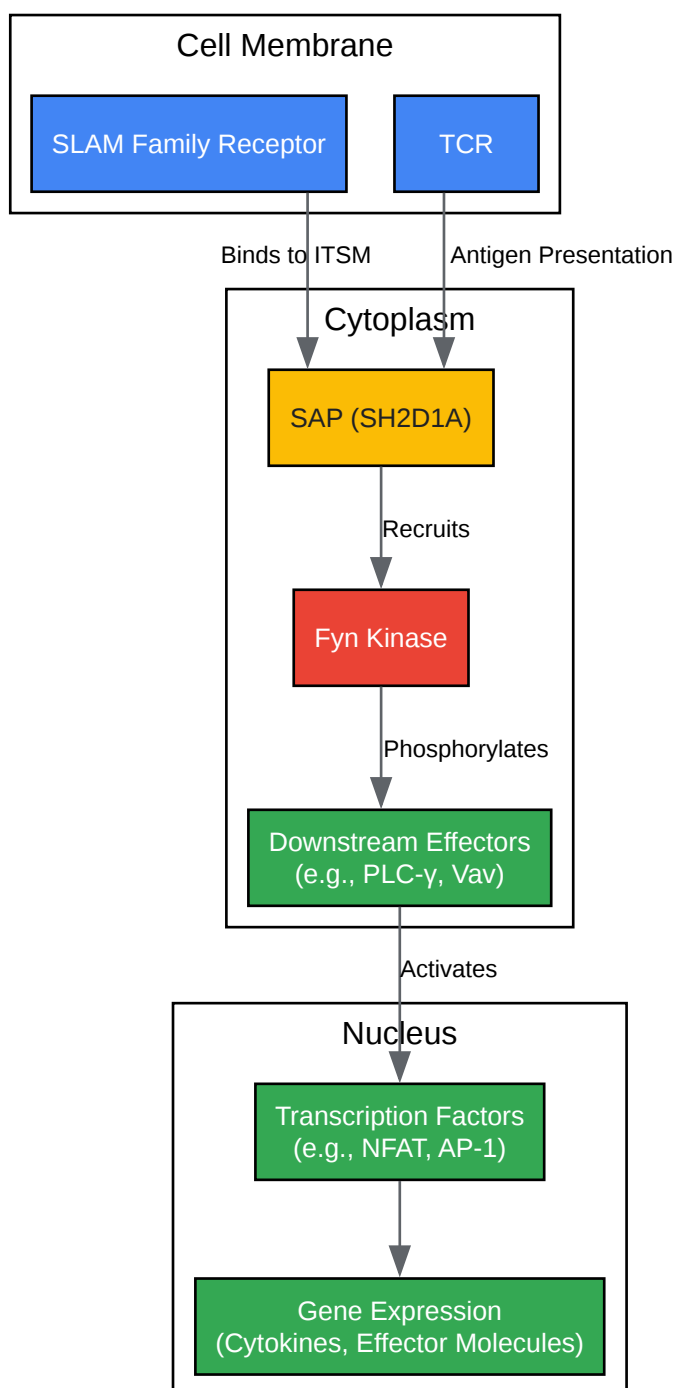 Cell Membrane
SLAM Family Receptor
TCR
Binds to ITSM
Antigen Presentation
Cytoplasm
SAP (SH2D1A)
Recruits
Fyn Kinase
Phosphorylates
Downstream Effectors
(e.g., PLC-γ, Vav)
Activates
Nucleus
Transcription Factors
(e.g., NFAT, AP-1)
Gene Expression
(Cytokines, Effector Molecules)